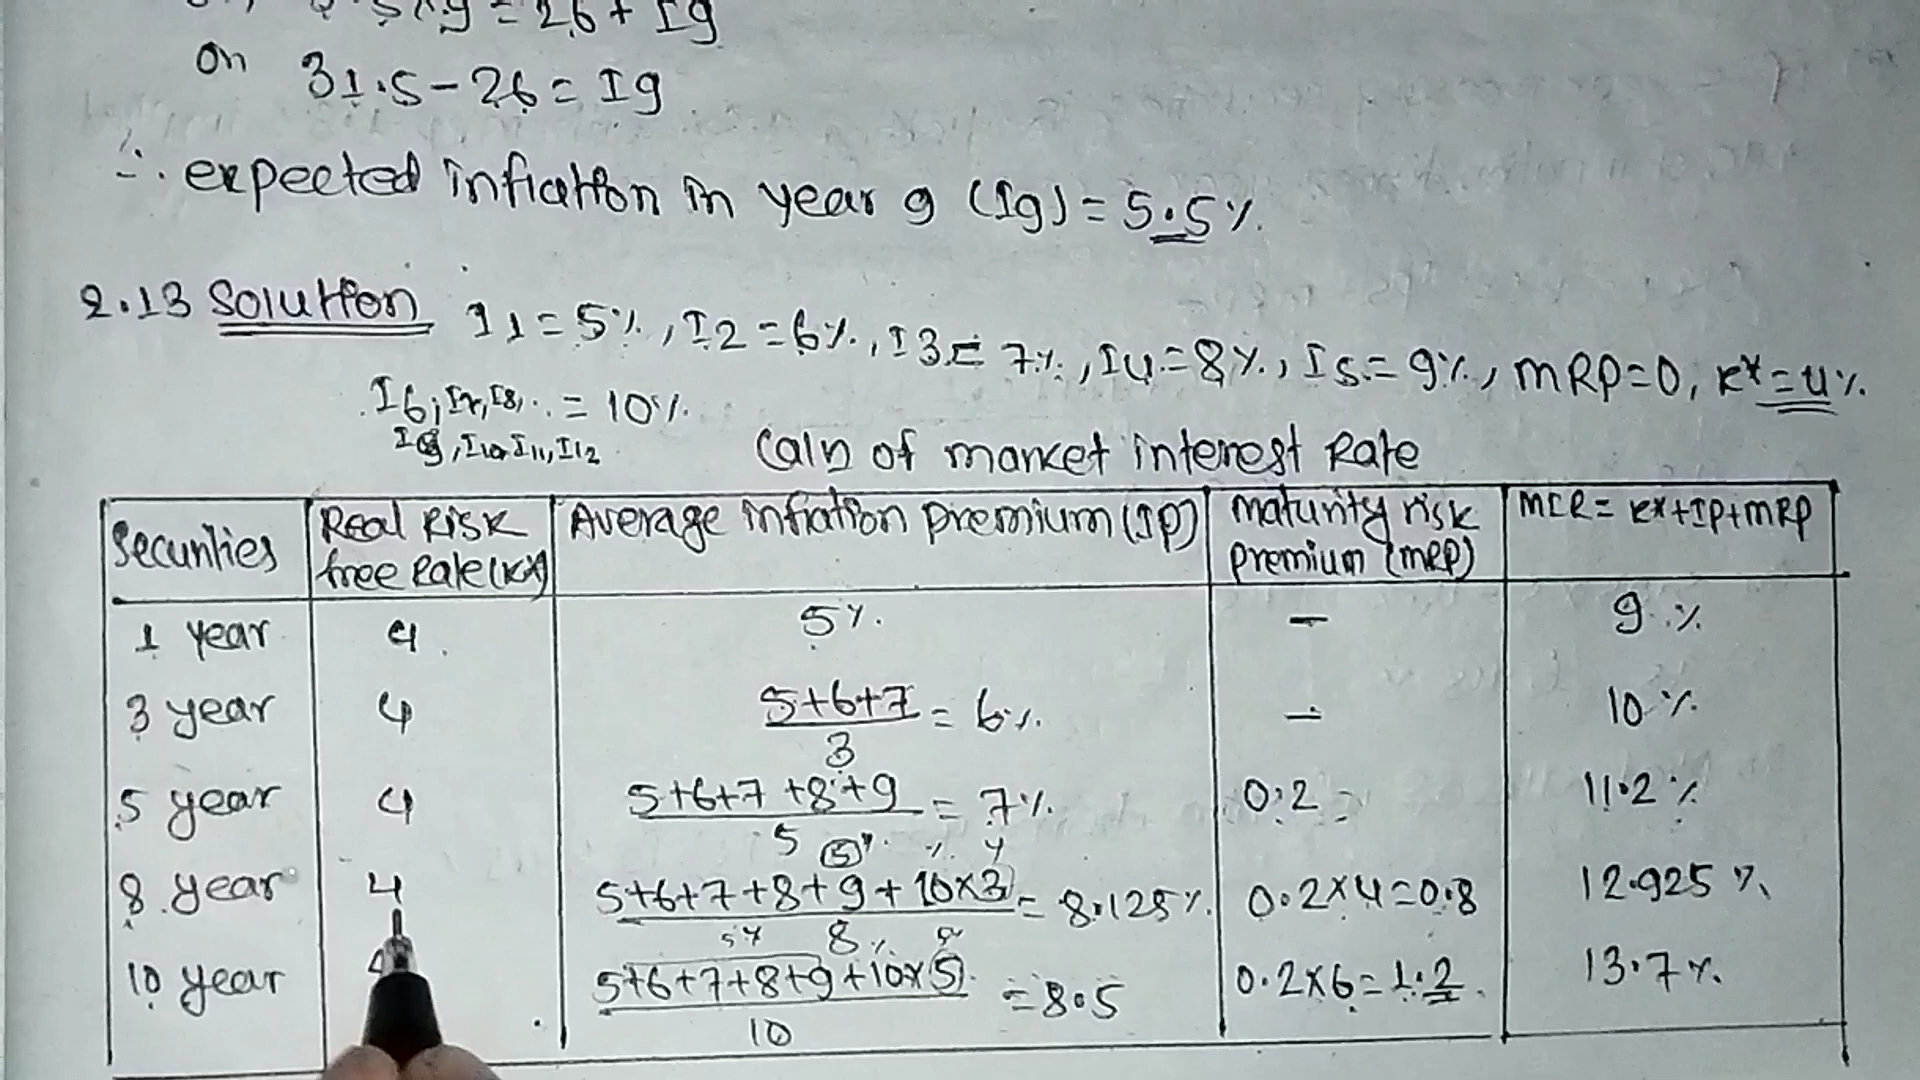 = 26 + I9
on 31.5 - 26 = I9
∴ expected inflation in year 9 (I9) = 5.5%
2.13 Solution I1 = 5%, I2 = 6%, I3 = 7%, I4 = 8%, I5 = 9%, MRP = 0, K* = 4%
I6, I7, I8, .. = 10%
I9, I10, I11, I12
Caln of market interest Rate
Securities | Real Risk free Rate (K*) | Average inflation premium (IP) | maturity risk premium (MRP) | MIR = K* + IP + MRP
1 year | 4 | 5% | – | 9%
3 year | 4 | 5+6+7 / 3 = 6% | – | 10%
5 year | 4 | 5+6+7+8+9 / 5 = 7% | 0.2 | 11.2%
8 year | 4 | 5+6+7+8+9+10×3 / 8 = 8.125% | 0.2×4=0.8 | 12.925%
10 year | 5+6+7+8+9+10×5 / 10 = 8.5 | 0.2×6=1.2 | 13.7%